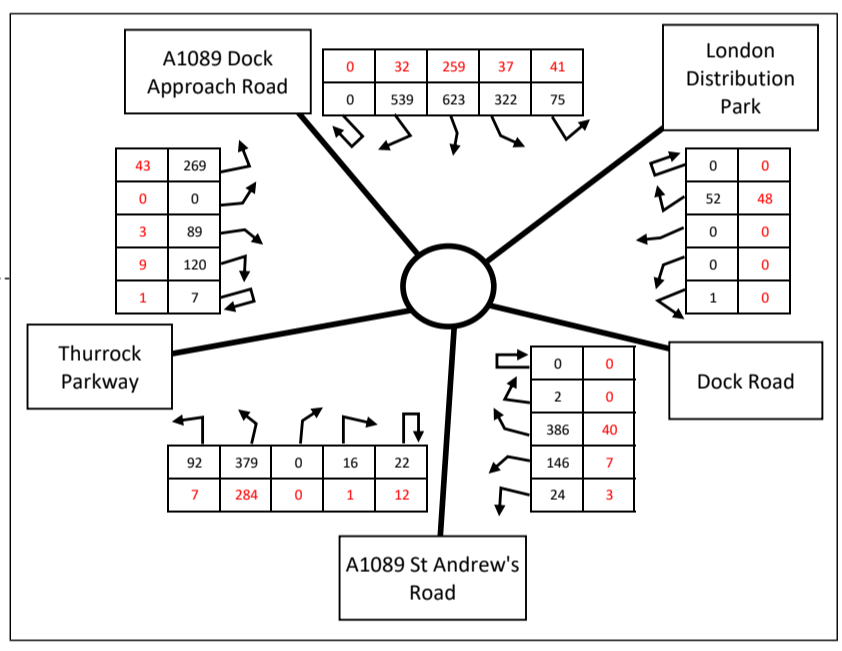 A1089 Dock
Approach Road
0 32 259 37 41
0 539 623 322 75
London
Distribution
Park
43 269
0 0
3 89
9 120
1 7
0 0
52 48
0 0
0 0
1 0
Thurrock
Parkway
Dock Road
0 0
2 0
386 40
146 7
24 3
92 379 0 16 22
7 284 0 1 12
A1089 St Andrew's
Road